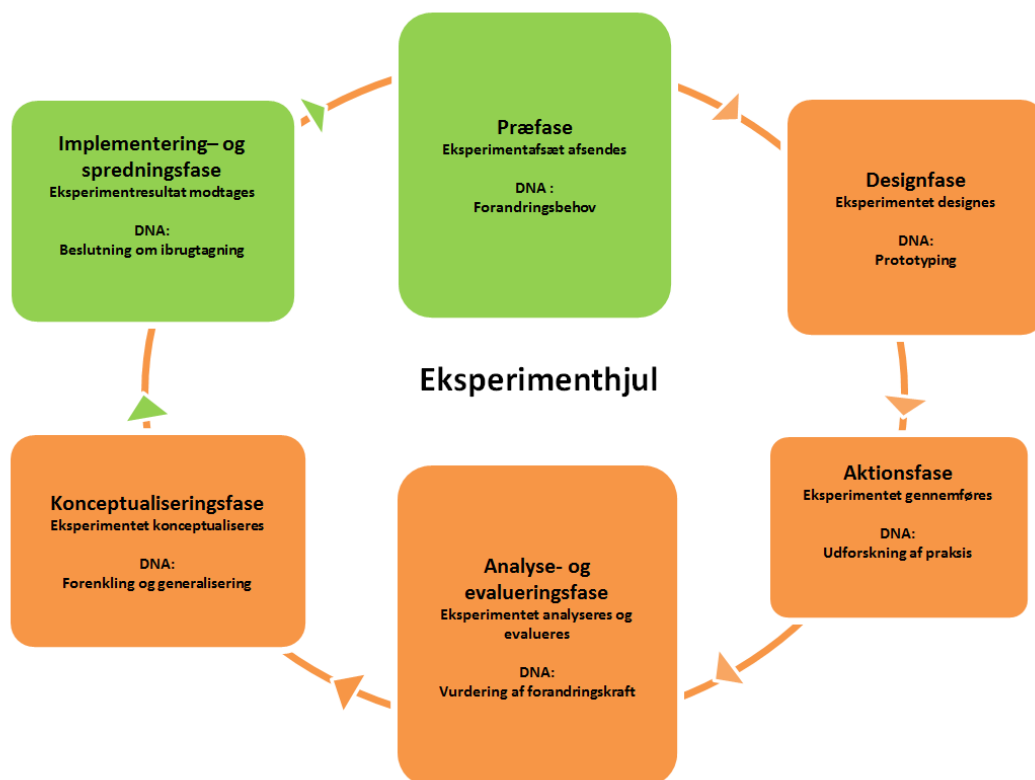 Præfase
Eksperimentafsæt afsendes
DNA :
Forandringsbehov
Designfase
Eksperimentet designes
DNA:
Prototyping
Aktionsfase
Eksperimentet gennemføres
DNA:
Udforskning af praksis
Analyse- og
evalueringsfase
Eksperimentet analyseres og
evalueres
DNA:
Vurdering af forandringskraft
Konceptualiseringsfase
Eksperimentet konceptualiseres
DNA:
Forenkling og generalisering
Implementering– og
spredningsfase
Eksperimentresultat modtages
DNA:
Beslutning om ibrugtagning
Eksperimenthjul